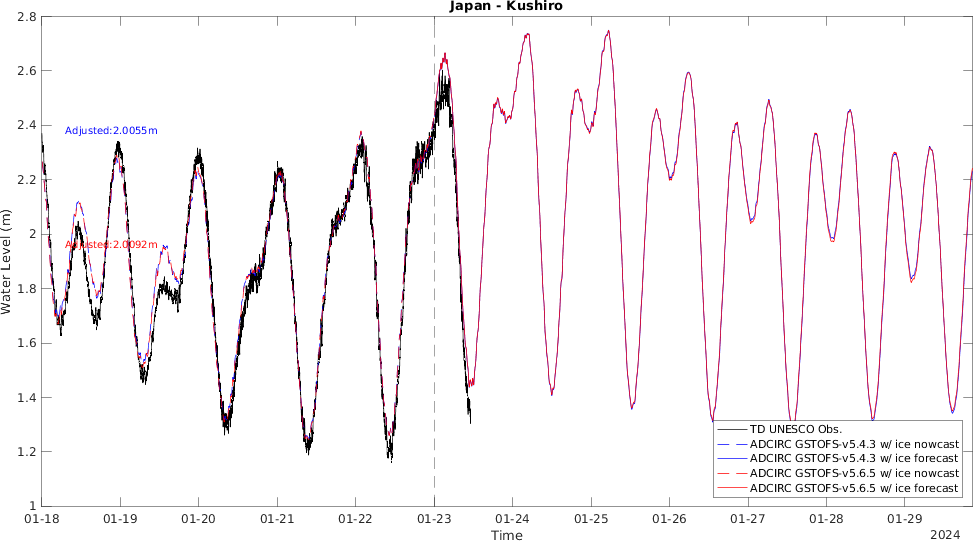 Japan - Kushiro
2.8
2.6
2.4
2.2
2
1.8
1.6
1.4
1.2
1
Water Level (m)
Adjusted:2.0055m
Adjusted:2.0092m
TD UNESCO Obs.
ADCIRC GSTOFS-v5.4.3 w/ ice nowcast
ADCIRC GSTOFS-v5.4.3 w/ ice forecast
ADCIRC GSTOFS-v5.6.5 w/ ice nowcast
ADCIRC GSTOFS-v5.6.5 w/ ice forecast
01-18 01-19 01-20 01-21 01-22 01-23 01-24 01-25 01-26 01-27 01-28 01-29
Time
2024